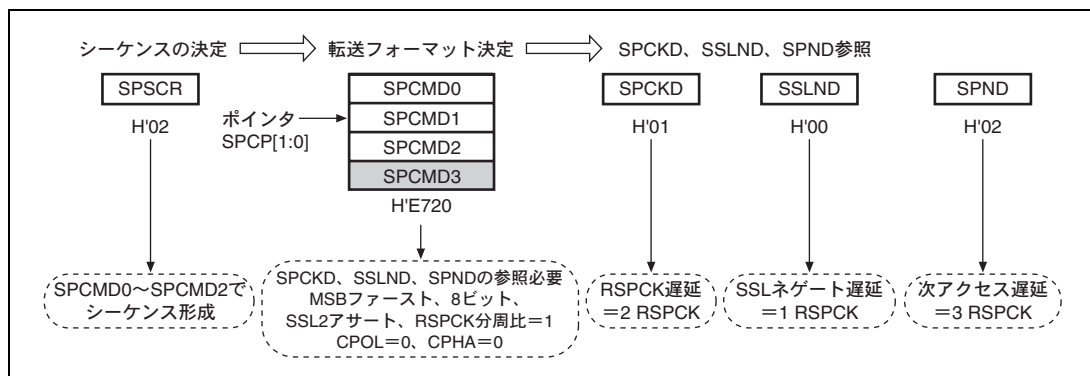 シーケンスの決定 転送フォーマット決定 SPCKD、SSLND、SPND参照
SPSCR
H'02
ポインタ
SPCP[1:0]
SPCMD0
SPCMD1
SPCMD2
SPCMD3
H'E720
SPCKD
H'01
SSLND
H'00
SPND
H'02
SPCMD0～SPCMD2で
シーケンス形成
SPCKD、SSLND、SPNDの参照必要
MSBファースト、8ビット、
SSL2アサート、RSPCK分周比＝1
CPOL＝0、CPHA＝0
RSPCK遅延
＝2 RSPCK
SSLネゲート遅延
＝1 RSPCK
次アクセス遅延
＝3 RSPCK